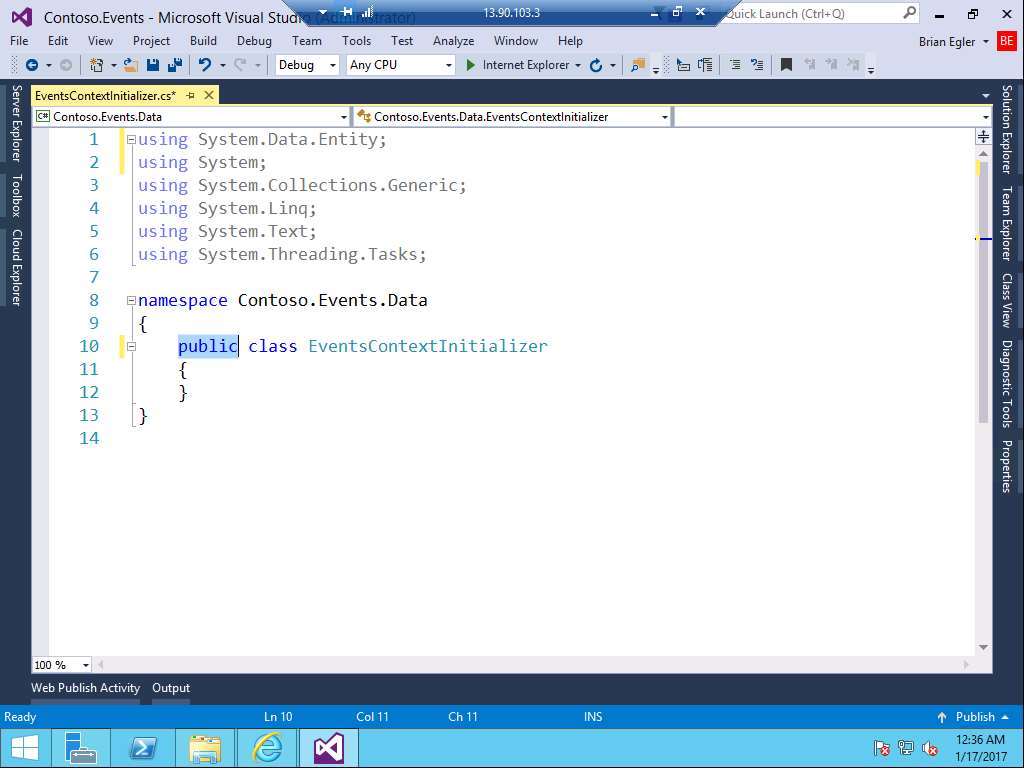 Contoso.Events - Microsoft Visual Studio (Administrator)
13.90.103.3
Quick Launch (Ctrl+Q)
File Edit View Project Build Debug Team Tools Test Analyze Window Help
Brian Egler
BE
Debug Any CPU Internet Explorer
EventsContextInitializer.cs*
C# Contoso.Events.Data
Contoso.Events.Data.EventsContextInitializer
Server Explorer
Toolbox
Cloud Explorer
1 using System.Data.Entity;
2 using System;
3 using System.Collections.Generic;
4 using System.Linq;
5 using System.Text;
6 using System.Threading.Tasks;
7
8 namespace Contoso.Events.Data
9 {
10 public class EventsContextInitializer
11 {
12 }
13 }
14
Solution Explorer
Team Explorer
Class View
Diagnostic Tools
Properties
100 %
Web Publish Activity Output
Ready Ln 10 Col 11 Ch 11 INS Publish
12:36 AM
1/17/2017